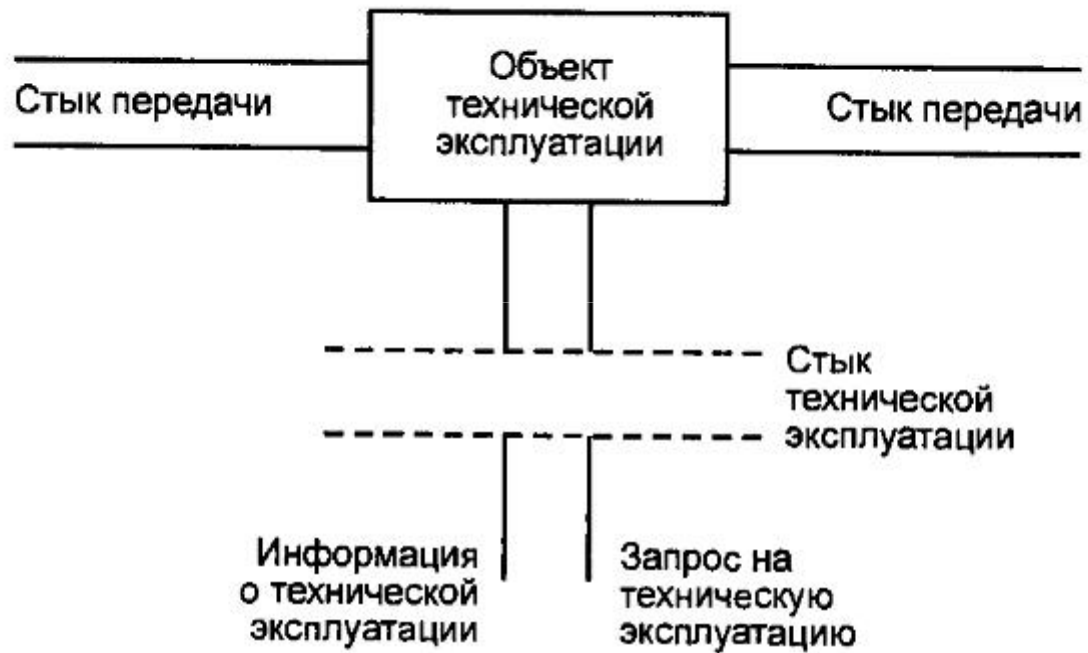 Объект
технической
эксплуатации
Стык передачи
Стык передачи
Стык
технической
эксплуатации
Информация
о технической
эксплуатации
Запрос на
техническую
эксплуатацию